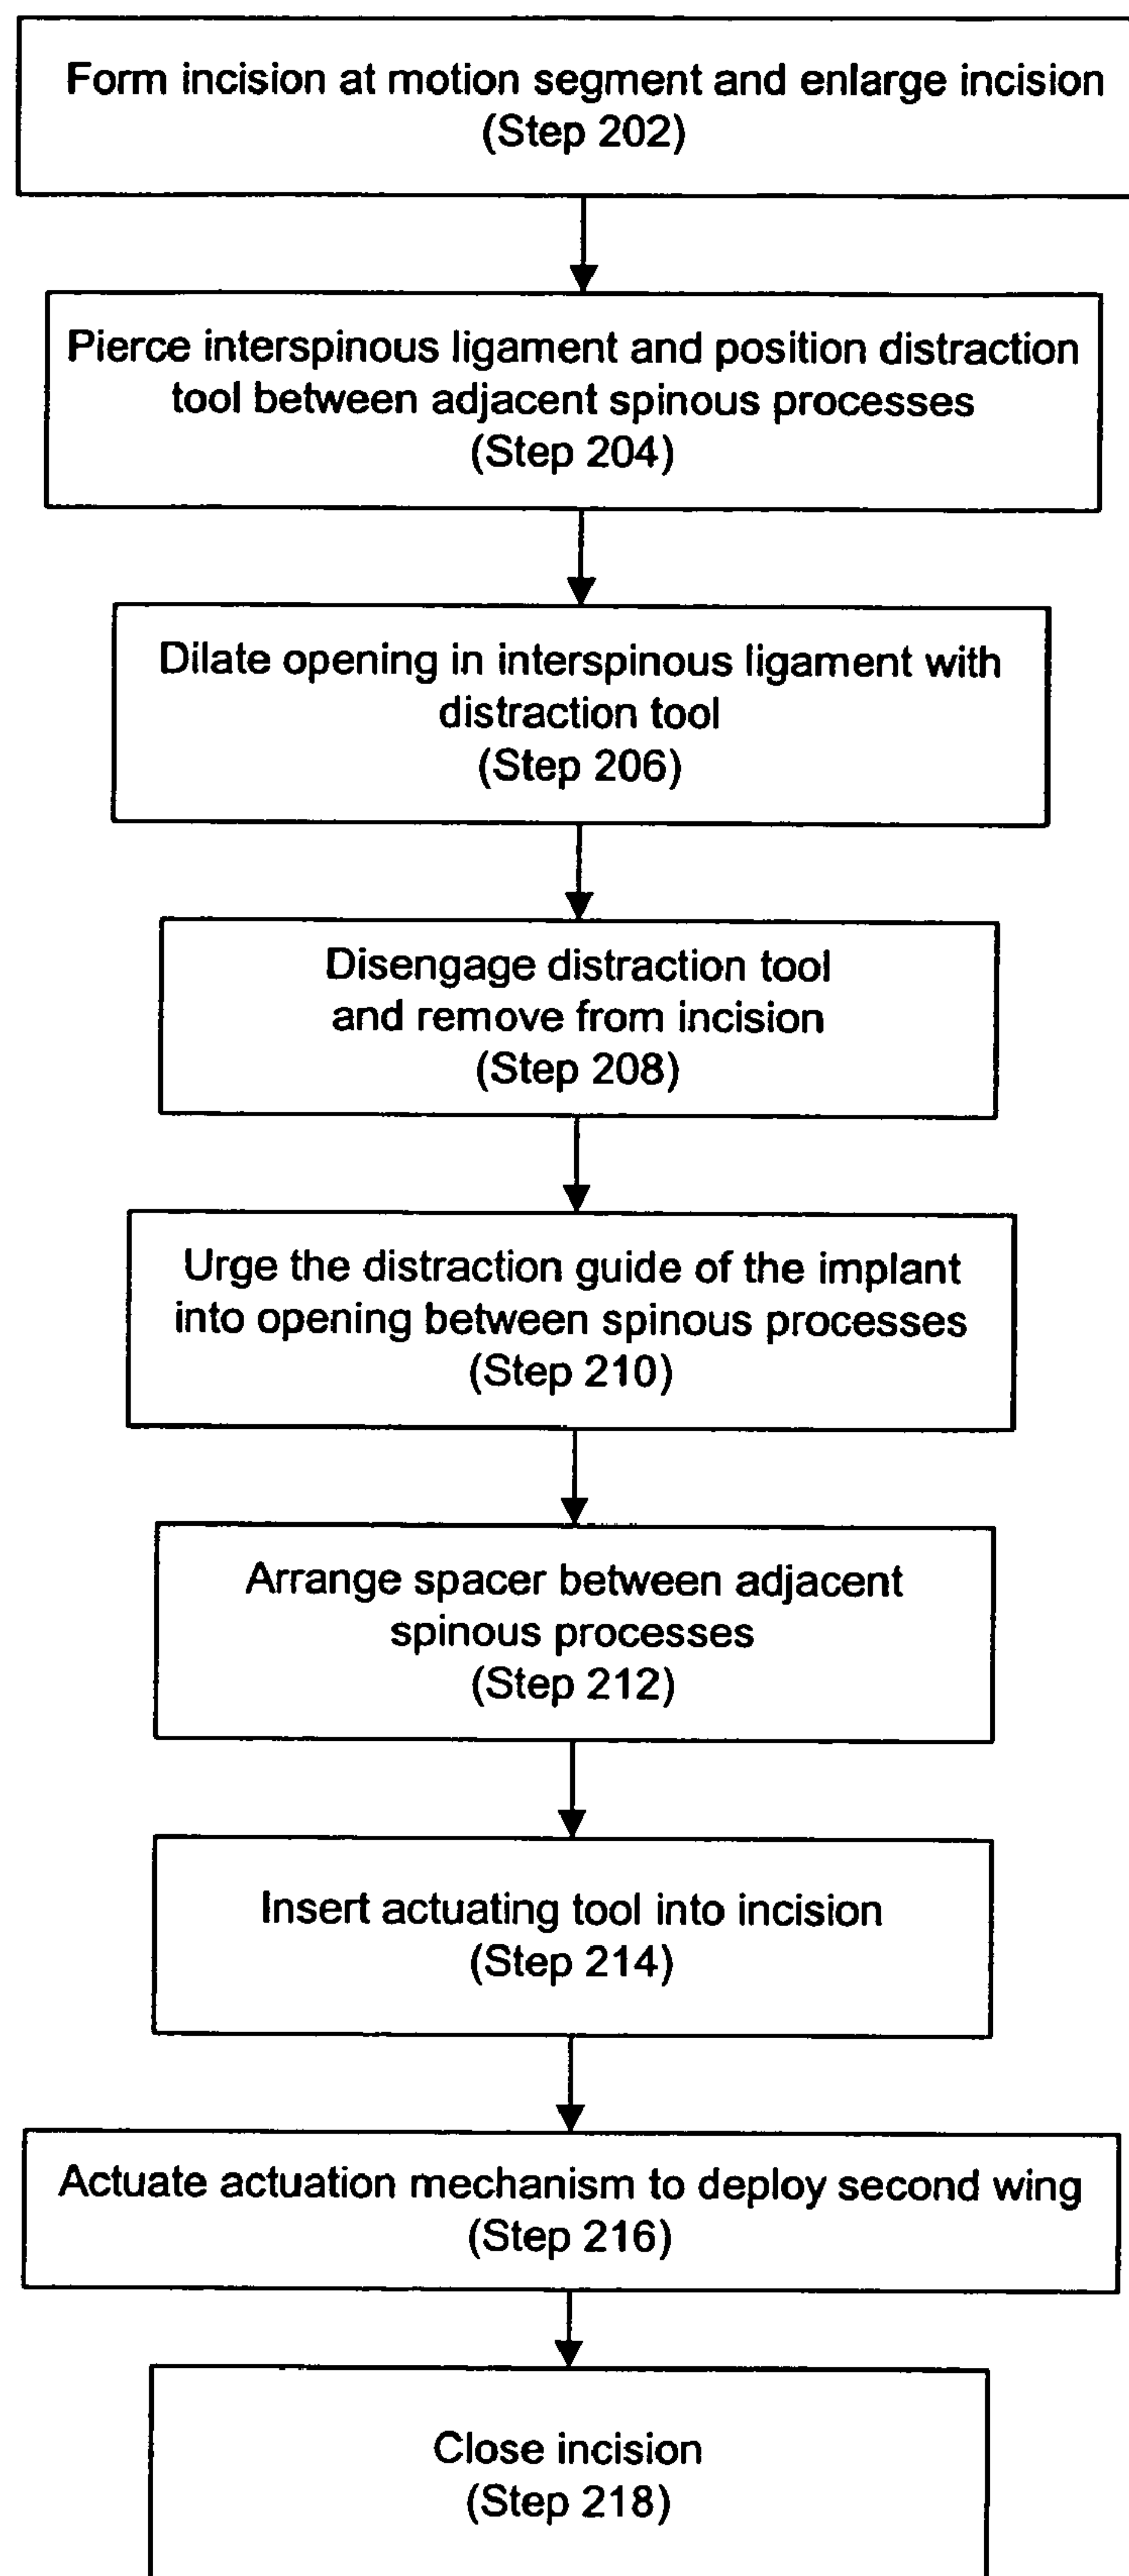 Form incision at motion segment and enlarge incision
(Step 202)
Pierce interspinous ligament and position distraction
tool between adjacent spinous processes
(Step 204)
Dilate opening in interspinous ligament with
distraction tool
(Step 206)
Disengage distraction tool
and remove from incision
(Step 208)
Urge the distraction guide of the implant
into opening between spinous processes
(Step 210)
Arrange spacer between adjacent
spinous processes
(Step 212)
Insert actuating tool into incision
(Step 214)
Actuate actuation mechanism to deploy second wing
(Step 216)
Close incision
(Step 218)